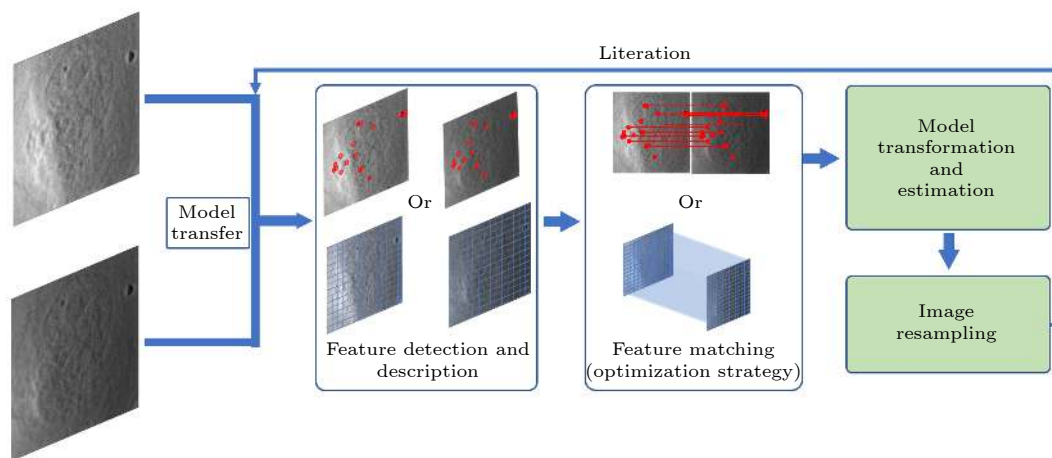 Literation
Model
transfer
Or
Feature detection and
description
Or
Feature matching
(optimization strategy)
Model
transformation
and
estimation
Image
resampling